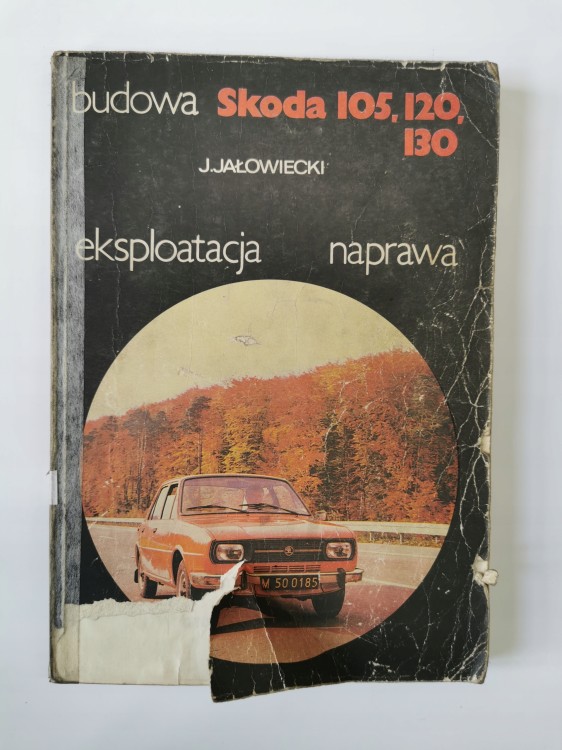 budowa Skoda 105, 120,
130
J.JAŁOWIECKI
eksploatacja naprawa
M 50 0185